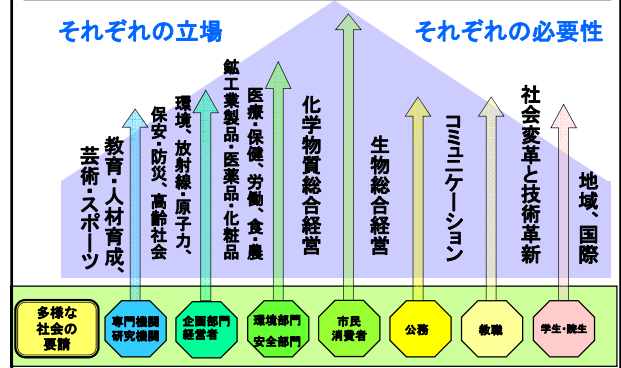 それぞれの立場
それぞれの必要性
芸術・スポーツ
教育・人材育成、
保安・防災、高齢社会
環境、放射線・原子力、
鉱工業製品・医薬品・化粧品
医療・保健、労働、食・農
化学物質総合経営
生物総合経営
コミュニケーション
社会変革と技術革新
地域、国際
多様な
社会の
要請
専門機関
研究機関
企画部門
経営者
環境部門
安全部門
市民
消費者
公務
教職
学生・院生